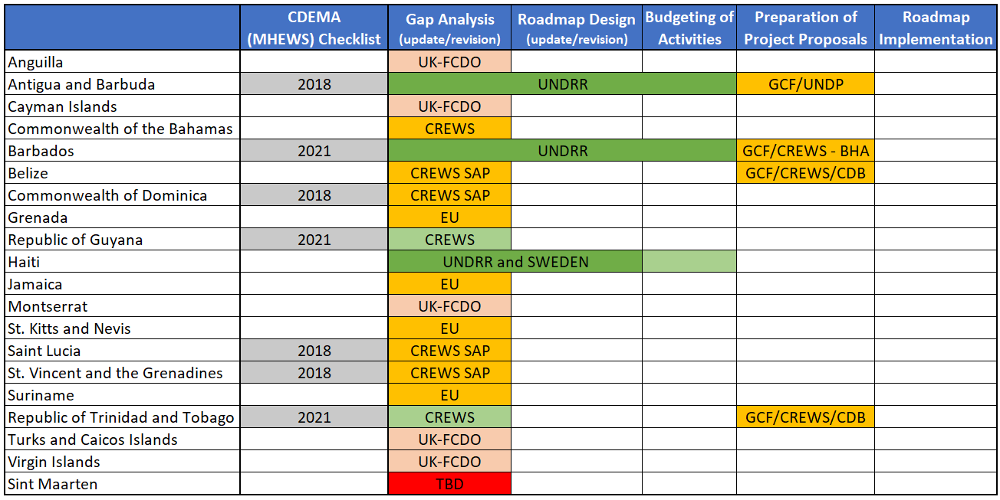 CDEMA
(MHEWS) Checklist
Gap Analysis
(update/revision)
Roadmap Design
(update/revision)
Budgeting of
Activities
Preparation of
Project Proposals
Roadmap
Implementation
Anguilla UK-FCDO
Antigua and Barbuda 2018 UNDRR GCF/UNDP
Cayman Islands UK-FCDO
Commonwealth of the Bahamas CREWS
Barbados 2021 UNDRR GCF/CREWS - BHA
Belize CREWS SAP GCF/CREWS/CDB
Commonwealth of Dominica 2018 CREWS SAP
Grenada EU
Republic of Guyana 2021 CREWS
Haiti UNDRR and SWEDEN
Jamaica EU
Montserrat UK-FCDO
St. Kitts and Nevis EU
Saint Lucia 2018 CREWS SAP
St. Vincent and the Grenadines 2018 CREWS SAP
Suriname EU
Republic of Trinidad and Tobago 2021 CREWS GCF/CREWS/CDB
Turks and Caicos Islands UK-FCDO
Virgin Islands UK-FCDO
Sint Maarten TBD